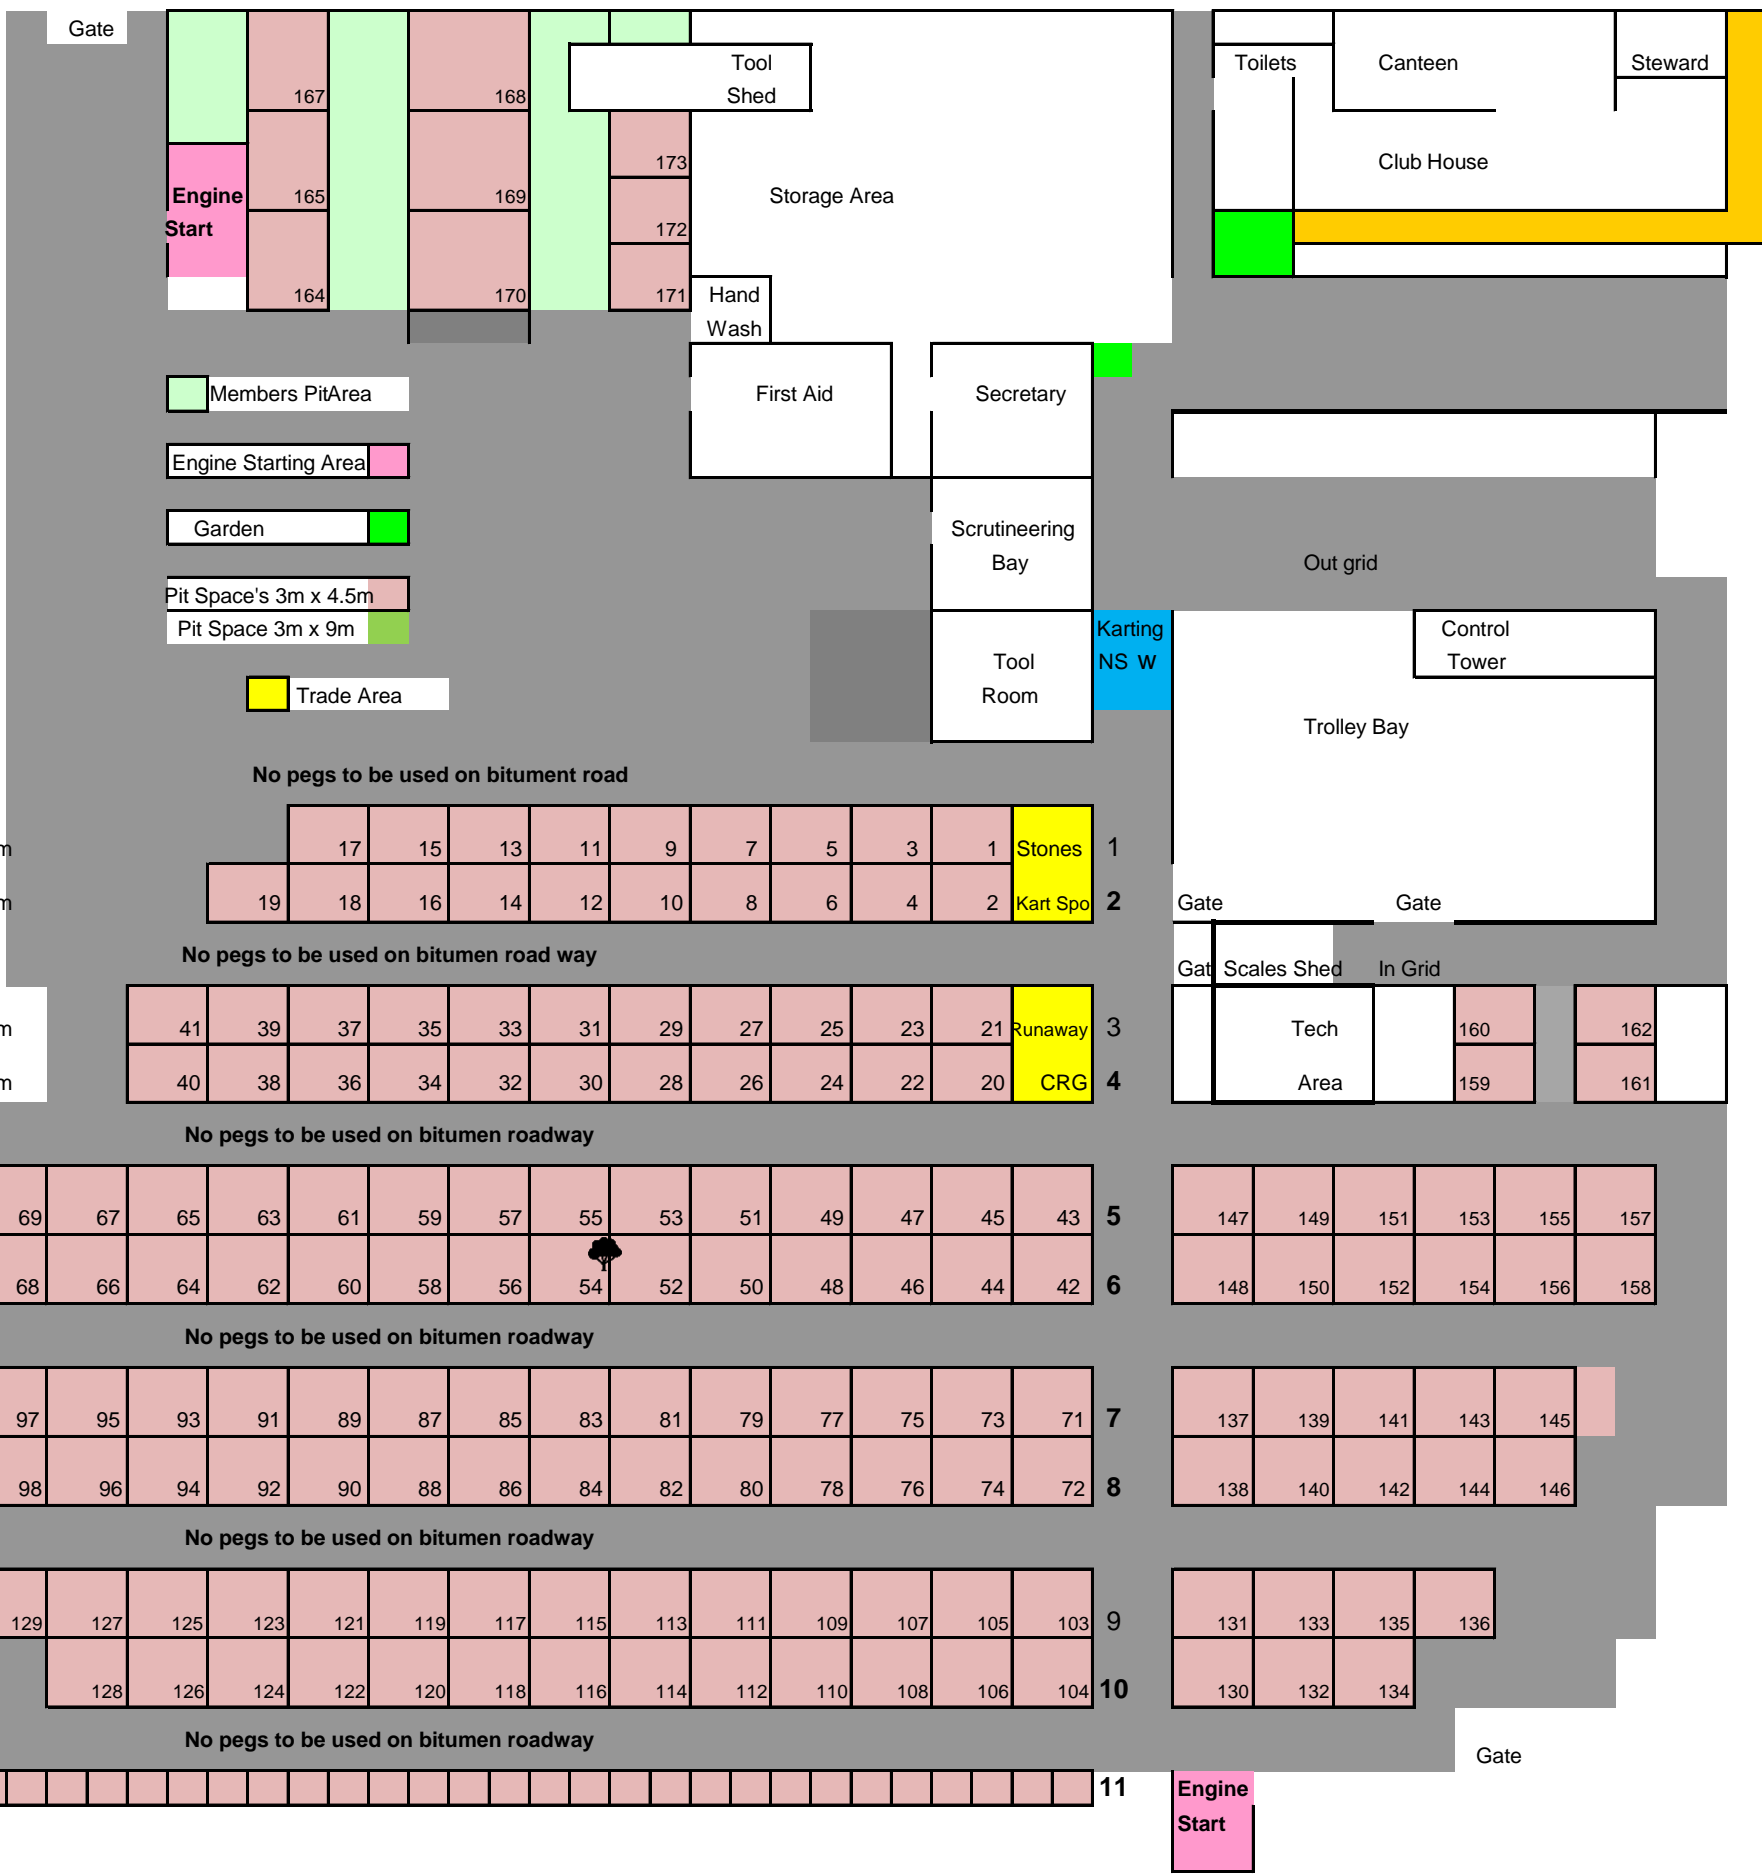 Gate
Tool
Shed
Toilets
Canteen
Steward
167
168
173
Club House
Engine
Start
165
169
Storage Area
172
164
170
171
Hand
Wash
Members PitArea
First Aid
Secretary
Engine Starting Area
Garden
Scrutineering
Bay
Out grid
Pit Space's 3m x 4.5m
Pit Space 3m x 9m
Karting
NS W
Control
Tower
Tool
Room
Trade Area
Trolley Bay
No pegs to be used on bitument road
m 17 15 13 11 9 7 5 3 1 Stones 1
m 19 18 16 14 12 10 8 6 4 2 Kart Spo 2 Gate Gate
No pegs to be used on bitumen road way
Gat Scales Shed In Grid
m 41 39 37 35 33 31 29 27 25 23 21 Runaway 3 Tech 160 162
m 40 38 36 34 32 30 28 26 24 22 20 CRG 4 Area 159 161
No pegs to be used on bitumen roadway
69 67 65 63 61 59 57 55 53 51 49 47 45 43 5 147 149 151 153 155 157
68 66 64 62 60 58 56 54 52 50 48 46 44 42 6 148 150 152 154 156 158
No pegs to be used on bitumen roadway
97 95 93 91 89 87 85 83 81 79 77 75 73 71 7 137 139 141 143 145
98 96 94 92 90 88 86 84 82 80 78 76 74 72 8 138 140 142 144 146
No pegs to be used on bitumen roadway
129 127 125 123 121 119 117 115 113 111 109 107 105 103 9 131 133 135 136
128 126 124 122 120 118 116 114 112 110 108 106 104 10 130 132 134
No pegs to be used on bitumen roadway
Gate
11
Engine
Start